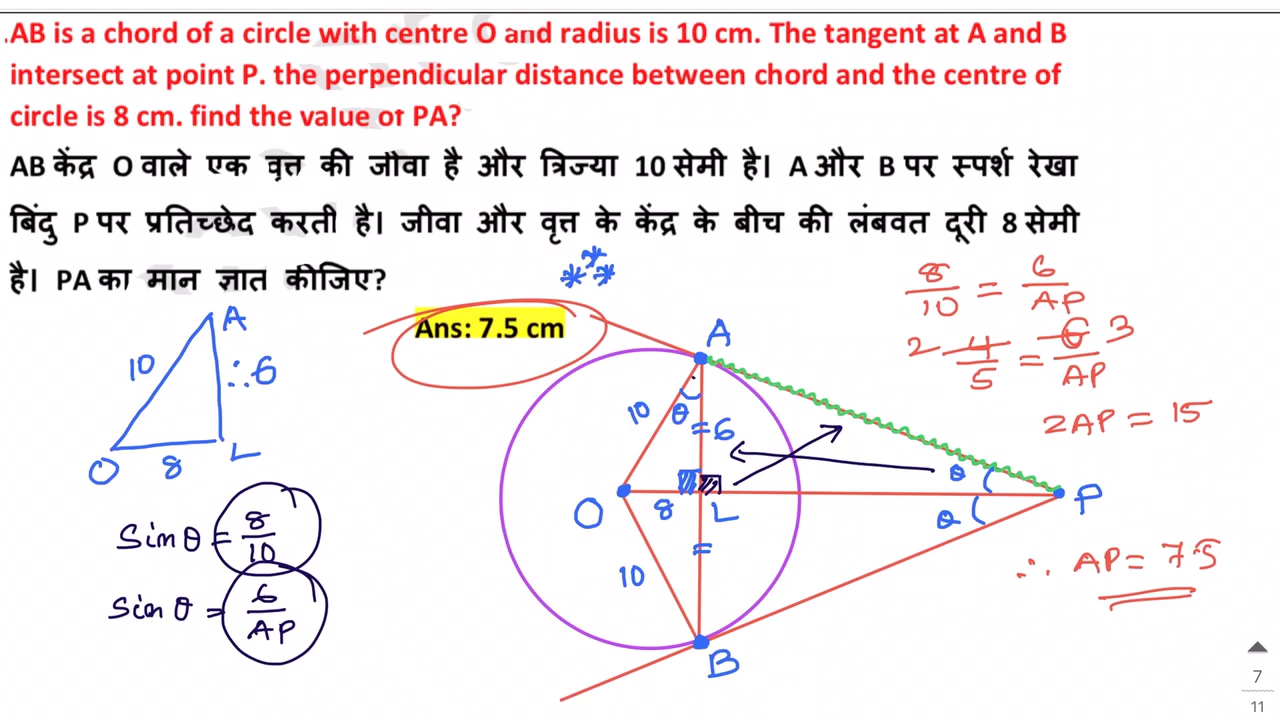 .AB is a chord of a circle with centre O and radius is 10 cm. The tangent at A and B
intersect at point P. the perpendicular distance between chord and the centre of
circle is 8 cm. find the value of PA?
AB केंद्र O वाले एक वृत्त की जीवा है और त्रिज्या 10 सेमी है। A और B पर स्पर्श रेखा
बिंदु P पर प्रतिच्छेद करती है। जीवा और वृत्त के केंद्र के बीच की लंबवत दूरी 8 सेमी
है। PA का मान ज्ञात कीजिए?
***
Ans: 7.5 cm
8/10 = 6/AP
2 4/5 = 6/AP 3
2AP = 15
∴ AP = 7.5
A
10
∴6
O
8
L
Sin θ = 8/10
Sin θ = 6/AP
A
10
θ
=6
θ
O
8
L
P
θ
=
10
B
7
11